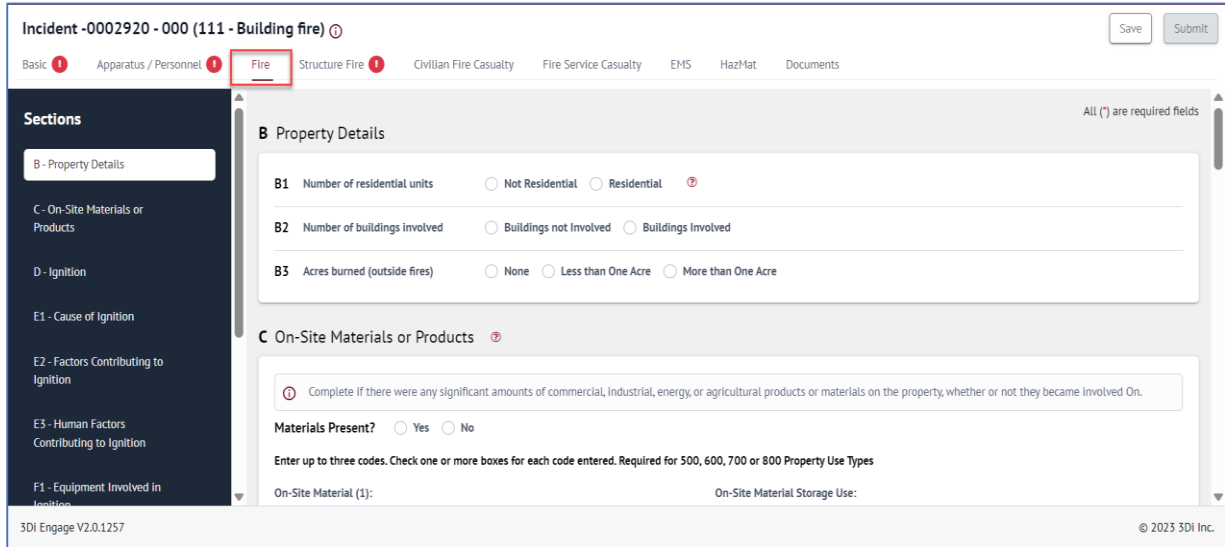 Incident -0002920 - 000 (111 - Building fire)
Save
Submit
Basic
Apparatus / Personnel
Fire
Structure Fire
Civilian Fire Casualty
Fire Service Casualty
EMS
HazMat
Documents
Sections
B - Property Details
C - On-Site Materials or
Products
D - Ignition
E1 - Cause of Ignition
E2 - Factors Contributing to
Ignition
E3 - Human Factors
Contributing to Ignition
F1 - Equipment Involved in
Ignition
All (*) are required fields
B Property Details
B1 Number of residential units Not Residential Residential
B2 Number of buildings involved Buildings not Involved Buildings Involved
B3 Acres burned (outside fires) None Less than One Acre More than One Acre
C On-Site Materials or Products
Complete if there were any significant amounts of commercial, industrial, energy, or agricultural products or materials on the property, whether or not they became involved On.
Materials Present? Yes No
Enter up to three codes. Check one or more boxes for each code entered. Required for 500, 600, 700 or 800 Property Use Types
On-Site Material (1): On-Site Material Storage Use:
3Di Engage V2.0.1257
© 2023 3Di Inc.